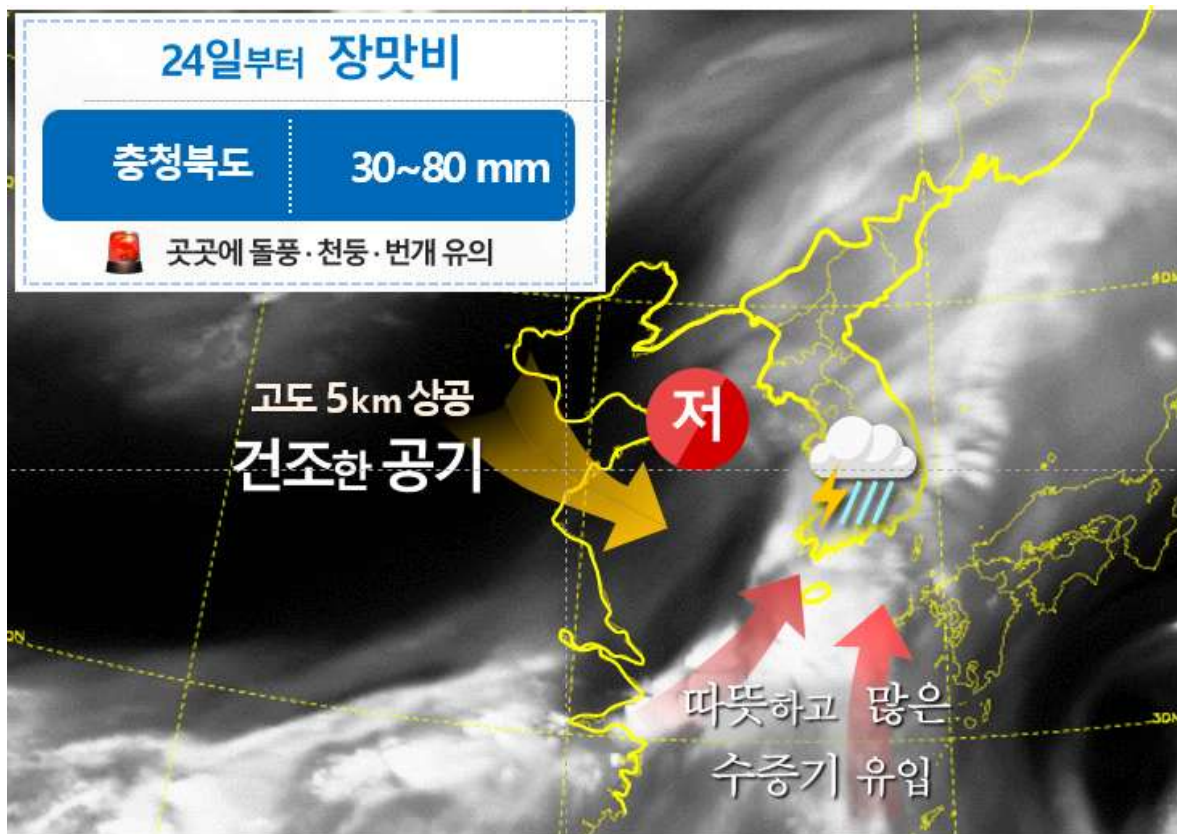 24일부터 장맛비
충청북도 30~80 mm
곳곳에 돌풍·천둥·번개 유의
40N
고도 5km 상공
건조한 공기
저
따뜻하고 많은
수증기 유입
30N